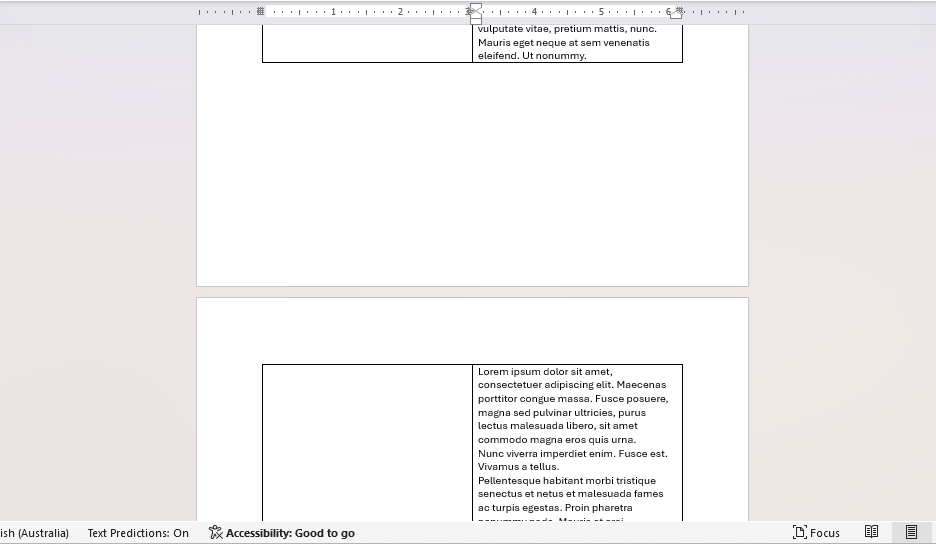 1 2 3 4 5 6
vulputate vitae, pretium mattis, nunc.
Mauris eget neque at sem venenatis
eleifend. Ut nonummy.
Lorem ipsum dolor sit amet,
consectetuer adipiscing elit. Maecenas
porttitor congue massa. Fusce posuere,
magna sed pulvinar ultricies, purus
lectus malesuada libero, sit amet
commodo magna eros quis urna.
Nunc viverra imperdiet enim. Fusce est.
Vivamus a tellus.
Pellentesque habitant morbi tristique
senectus et netus et malesuada fames
ac turpis egestas. Proin pharetra
ish (Australia) Text Predictions: On Accessibility: Good to go Focus